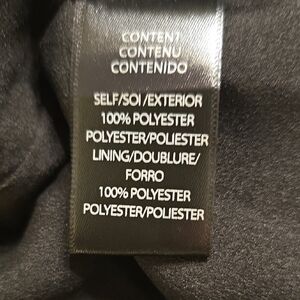 CONTENT
CONTENU
CONTENIDO
SELF/SOI/EXTERIOR
100% POLYESTER
POLYESTER/POLIESTER
LINING/DOUBLURE/
FORRO
100% POLYESTER
POLYESTER/POLIESTER